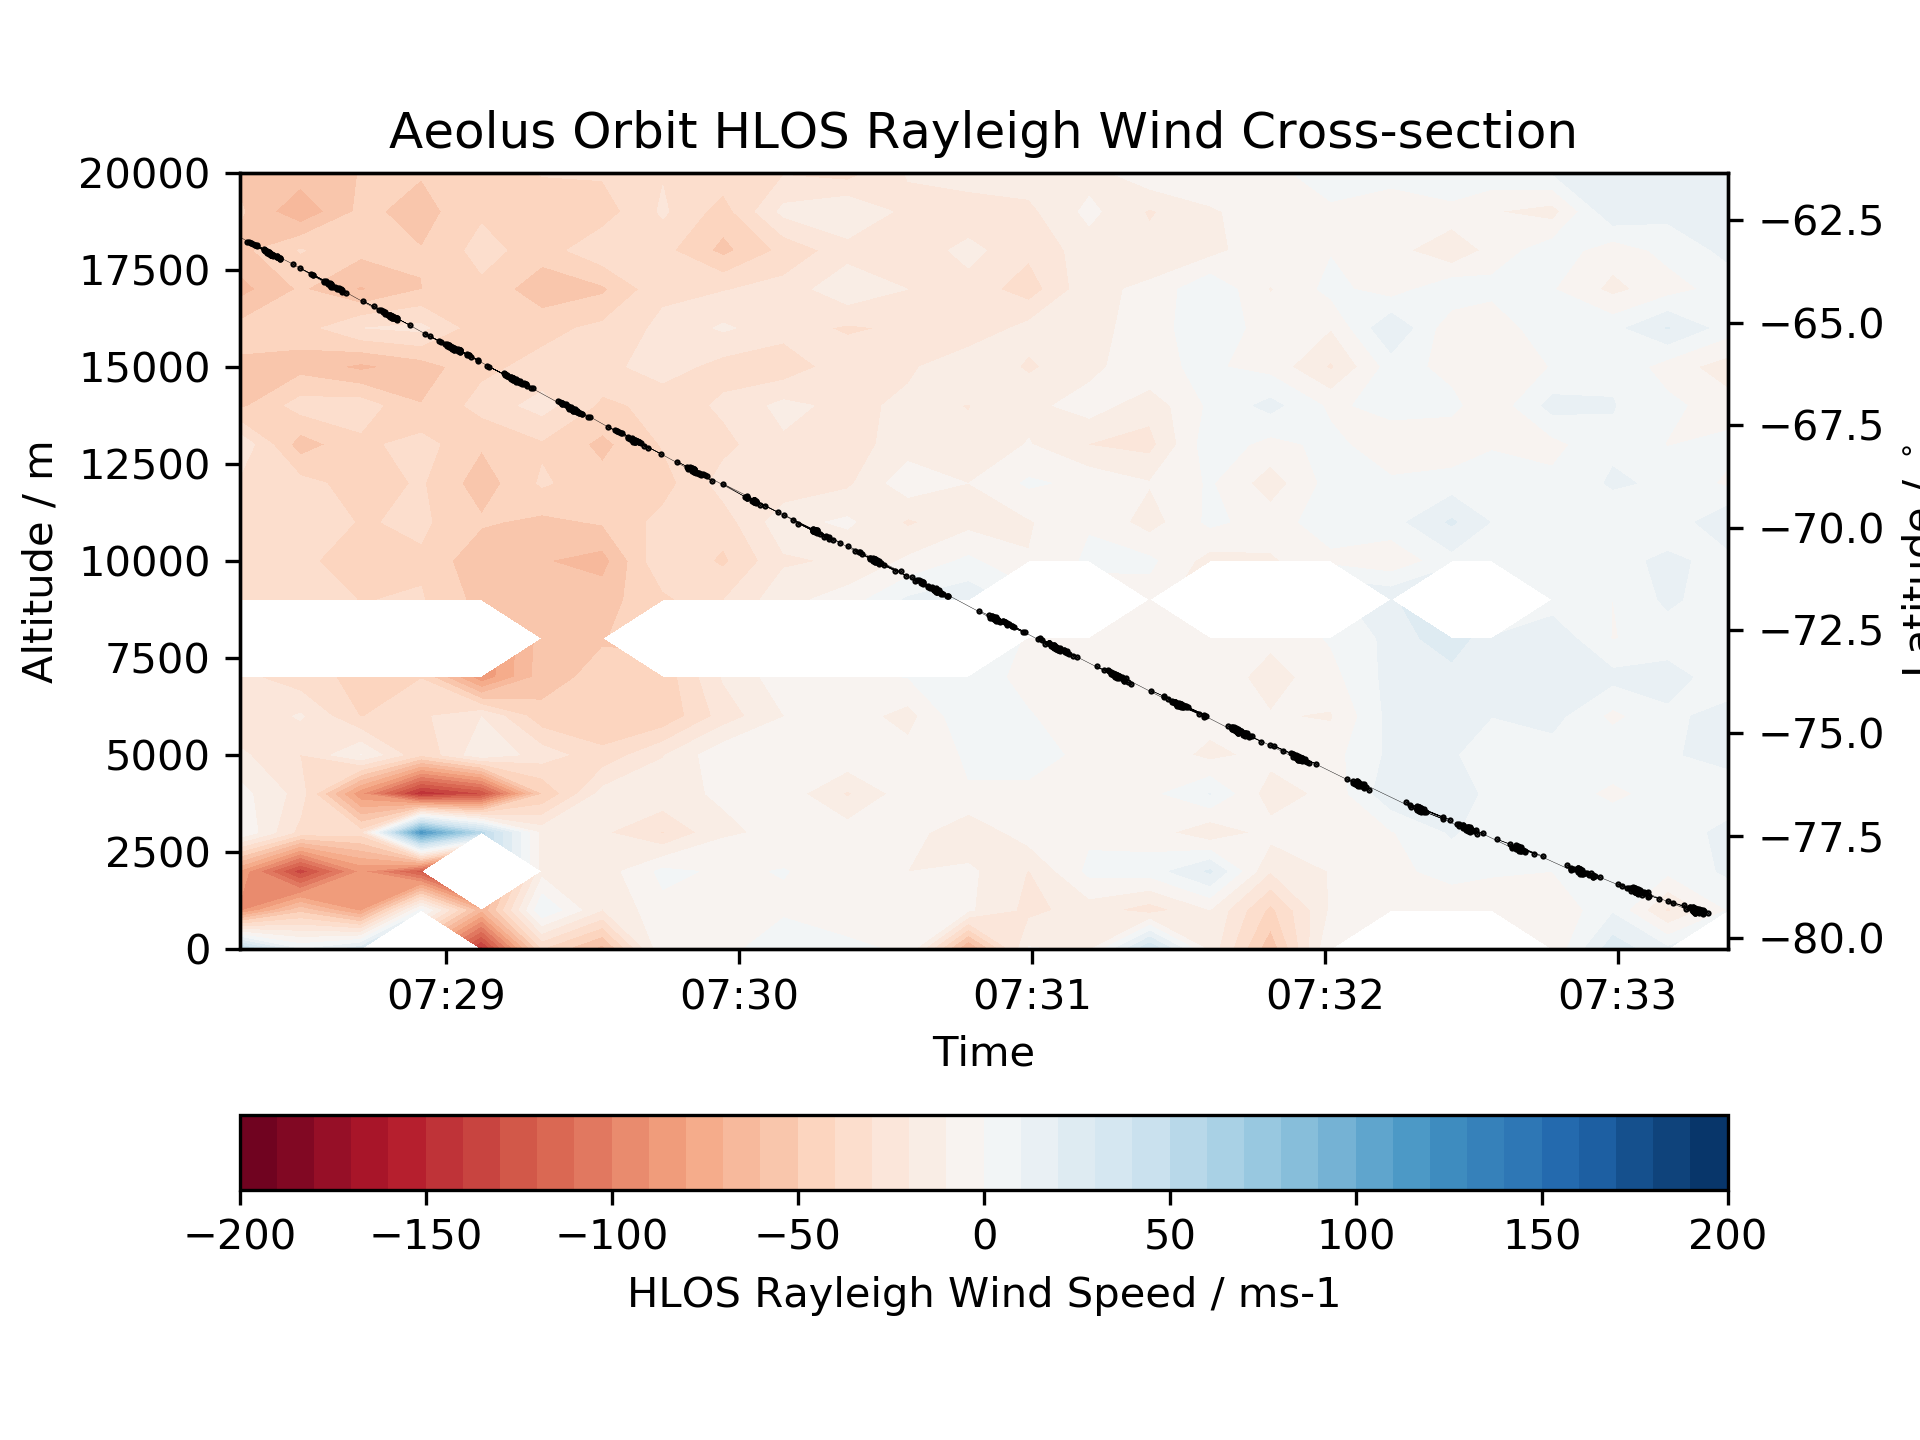 Aeolus Orbit HLOS Rayleigh Wind Cross-section
20000
17500
15000
12500
10000
7500
5000
2500
0
Altitude / m
−62.5
−65.0
−67.5
−70.0
−72.5
−75.0
−77.5
−80.0
Latitude / °
07:29 07:30 07:31 07:32 07:33
Time
−200 −150 −100 −50 0 50 100 150 200
HLOS Rayleigh Wind Speed / ms-1